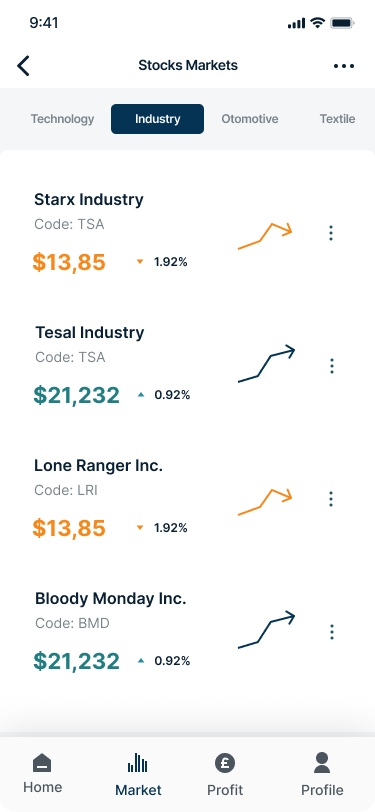 9:41
Stocks Markets
Technology Industry Otomotive Textile
Starx Industry
Code: TSA
$13,85 1.92%
Tesal Industry
Code: TSA
$21,232 0.92%
Lone Ranger Inc.
Code: LRI
$13,85 1.92%
Bloody Monday Inc.
Code: BMD
$21,232 0.92%
£
Home Market Profit Profile